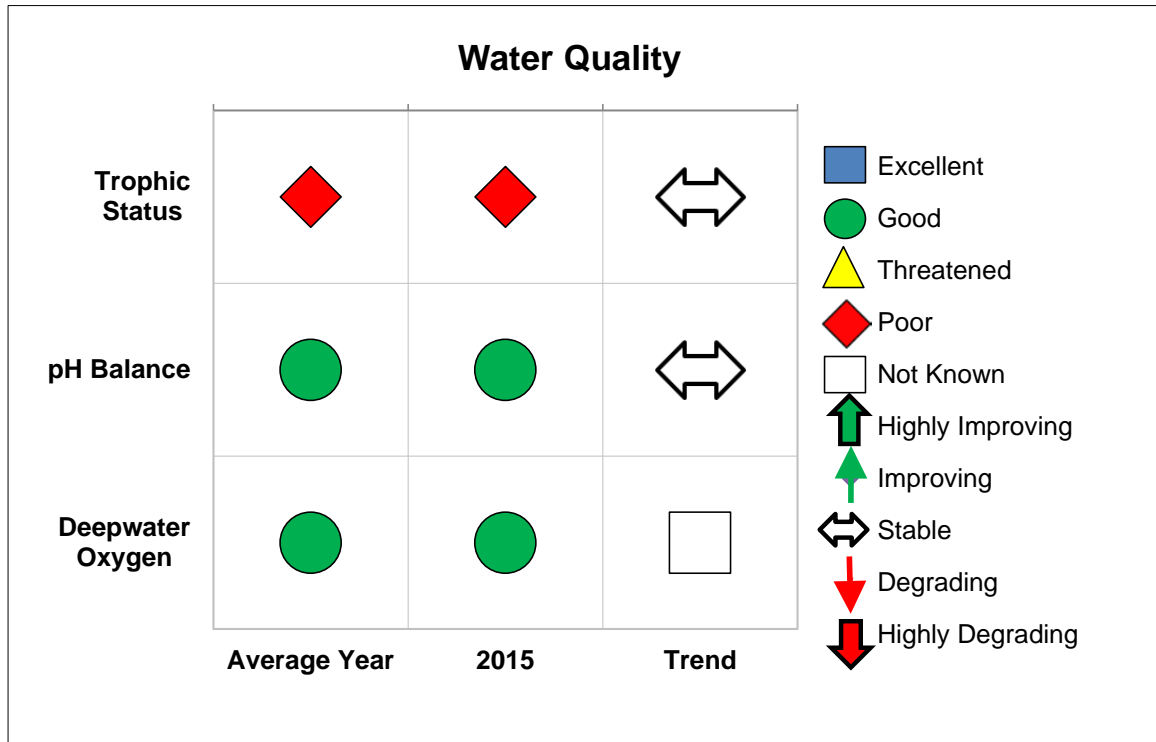 Water Quality
Trophic
Status
pH Balance
Deepwater
Oxygen
Average Year
2015
Trend
Excellent
Good
Threatened
Poor
Not Known
Highly Improving
Improving
Stable
Degrading
Highly Degrading